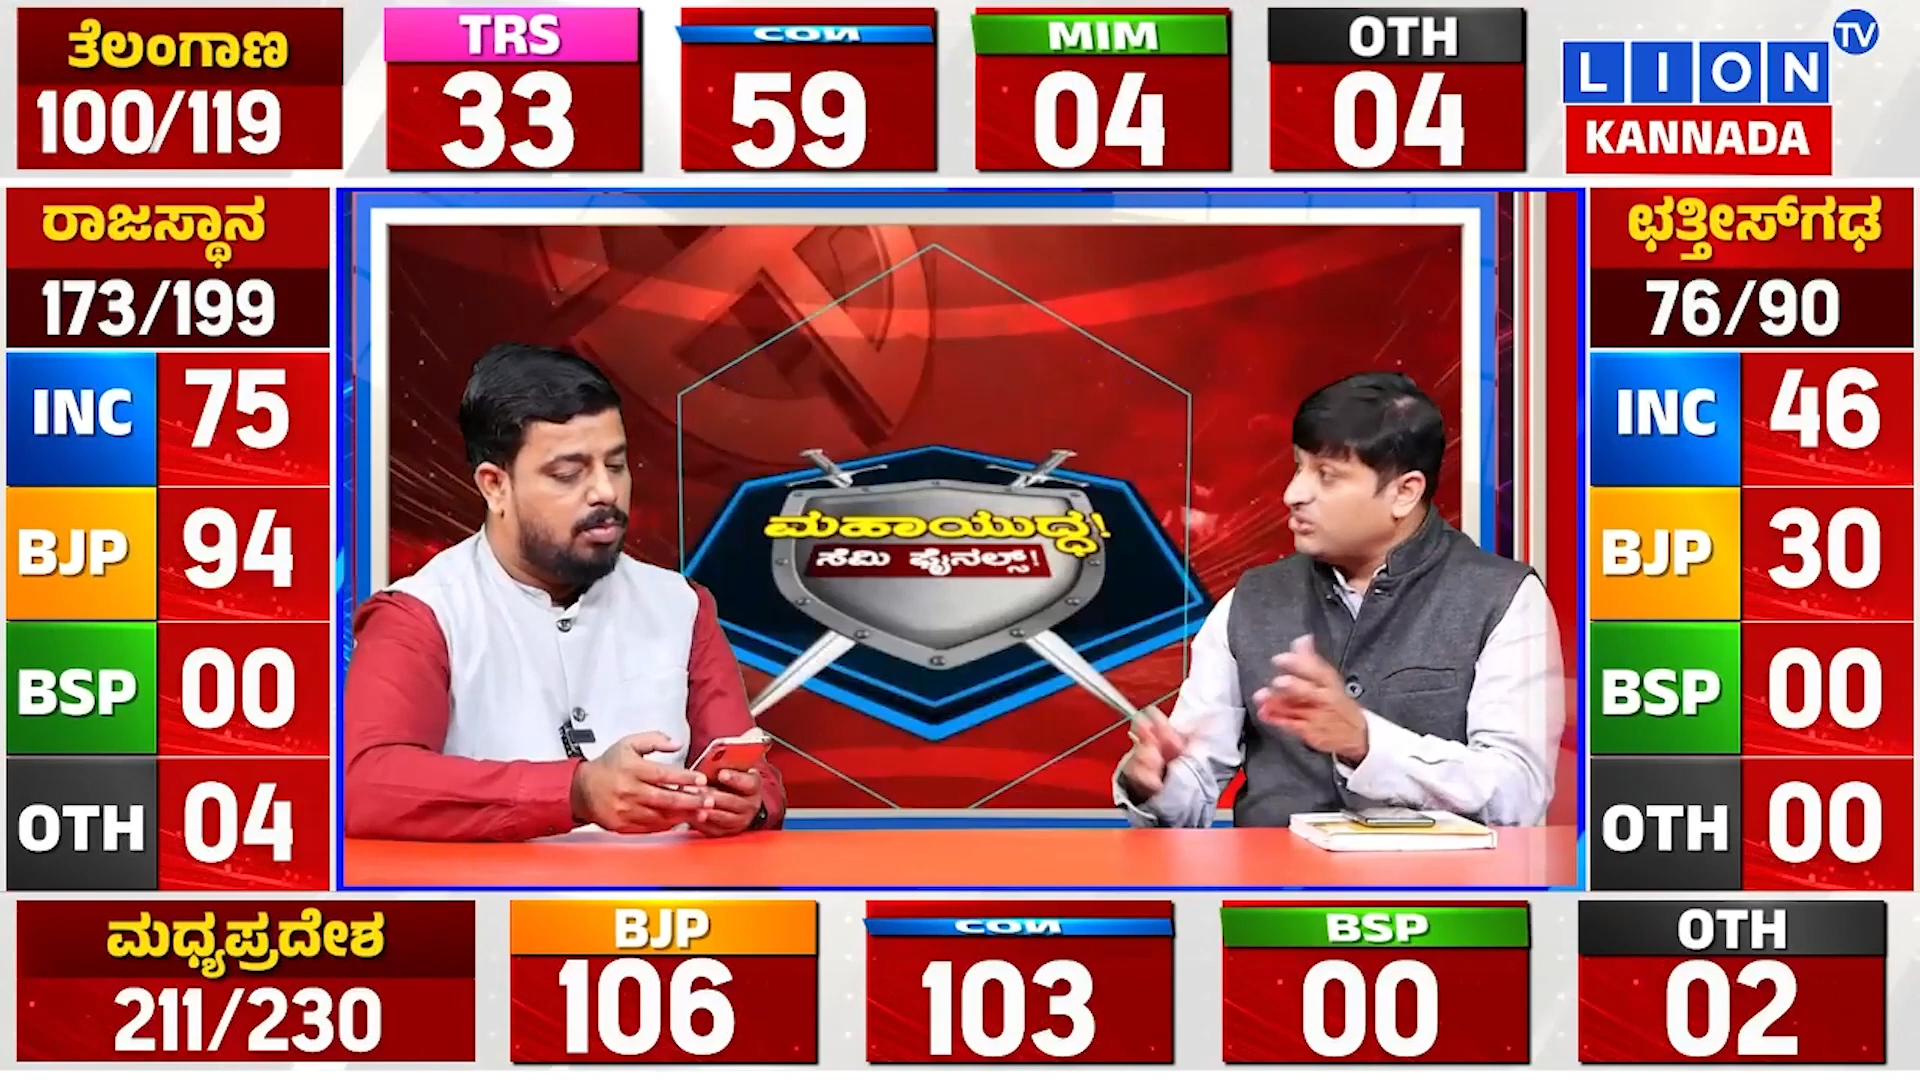 ತೆಲಂಗಾಣ
100/119
TRS
33
CON
59
MIM
04
OTH
04
LION TV
KANNADA
ರಾಜಸ್ಥಾನ
173/199
INC 75
BJP 94
BSP 00
OTH 04
ಮಹಾಯುದ್ಧ!
ಸೆಮಿ ಫೈನಲ್ಸ್!
ಛತ್ತೀಸ್‌ಗಢ
76/90
INC 46
BJP 30
BSP 00
OTH 00
ಮಧ್ಯಪ್ರದೇಶ
211/230
BJP
106
CON
103
BSP
00
OTH
02